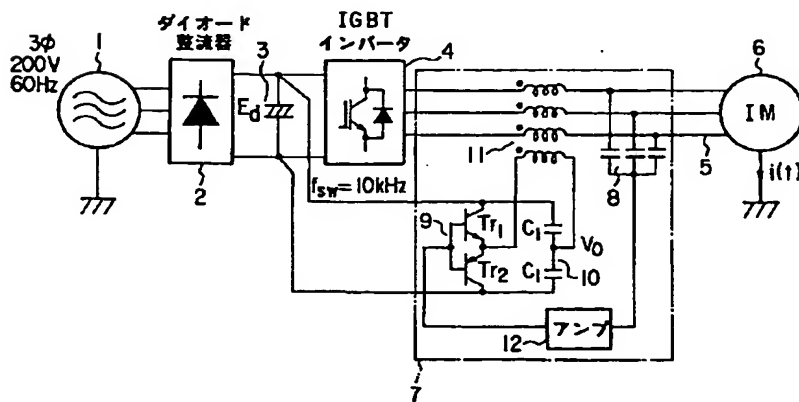 3φ
200V
60Hz
1
ダイオード
整流器
3
Ed
2
IGBT
インバータ
4
fsw=10kHz
11
6
IM
5
i(t)
8
9
Tr1
Tr2
C1
C1
V0
10
アンプ
12
7